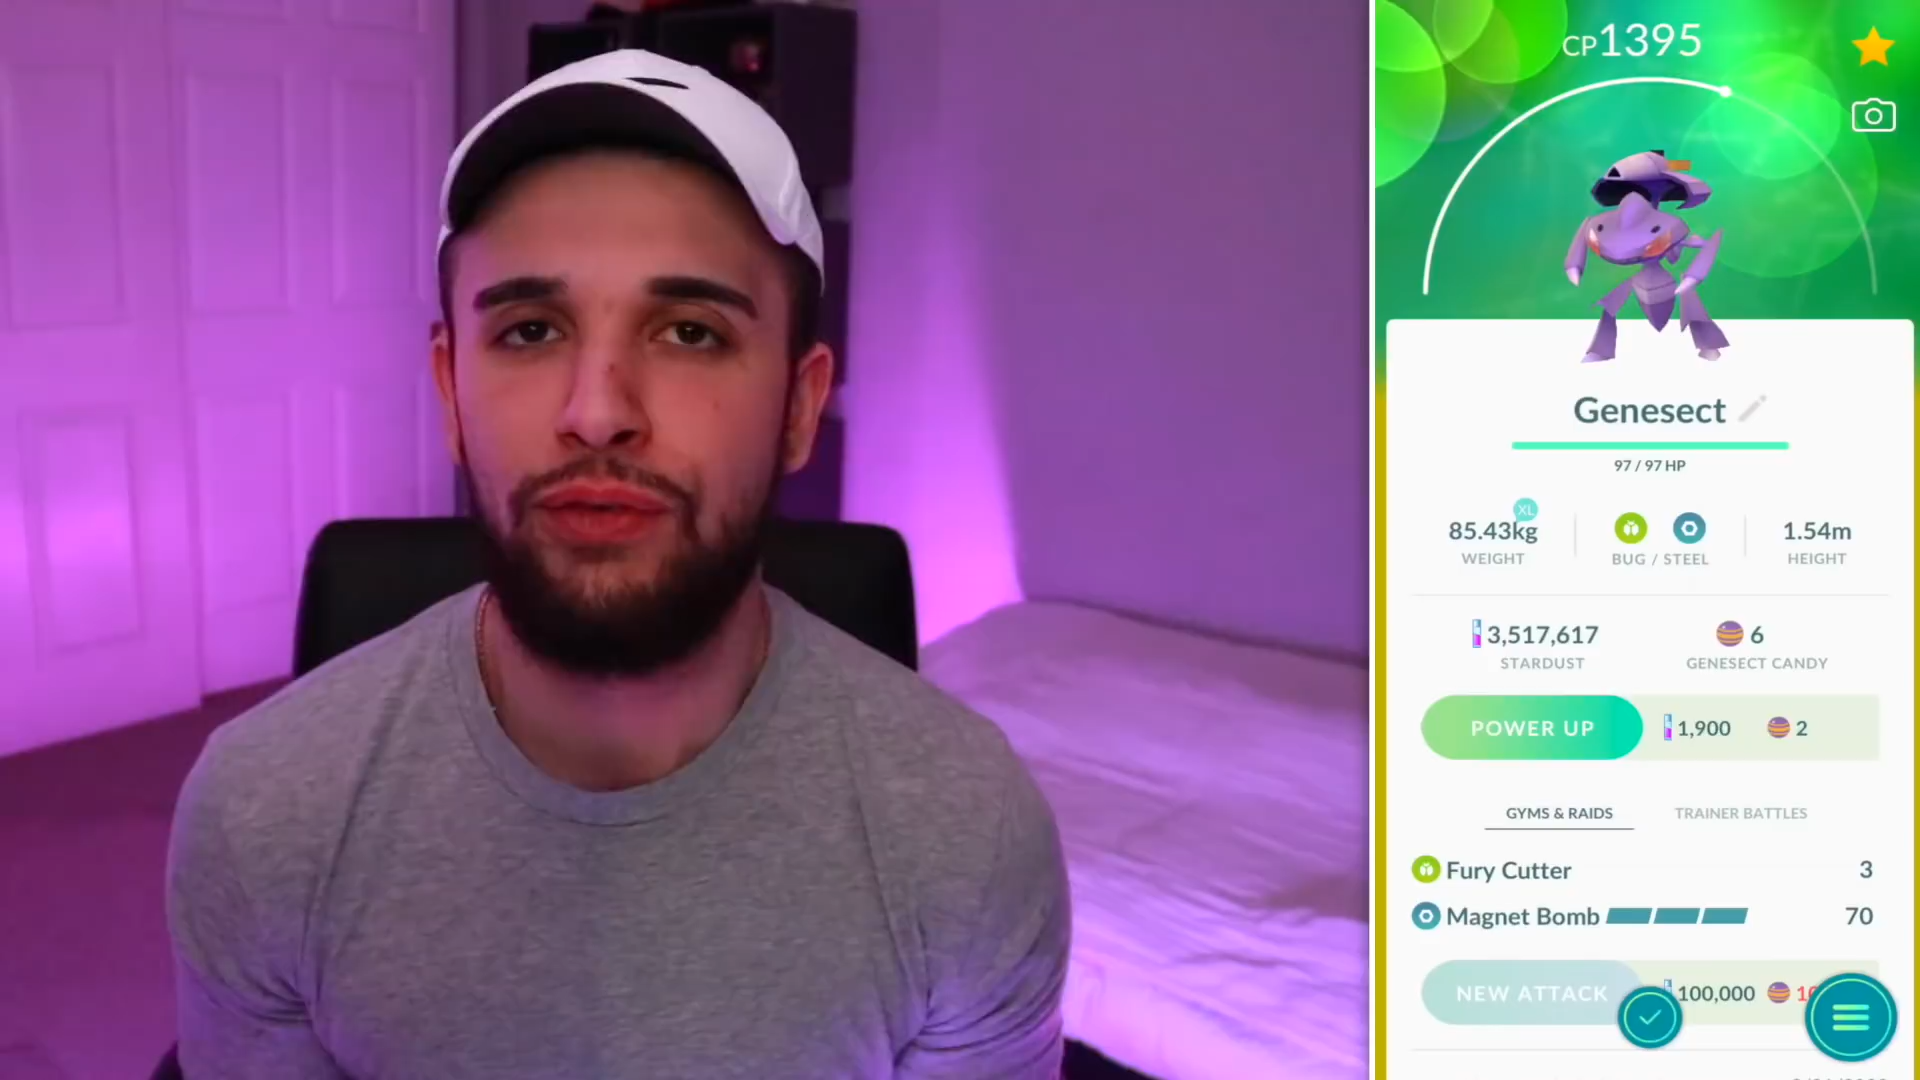 CP1395
Genesect
97 / 97 HP
XL
85.43kg
WEIGHT
BUG / STEEL
1.54m
HEIGHT
3,517,617
STARDUST
6
GENESECT CANDY
POWER UP
1,900
2
GYMS & RAIDS
TRAINER BATTLES
Fury Cutter
3
Magnet Bomb
70
NEW ATTACK
100,000